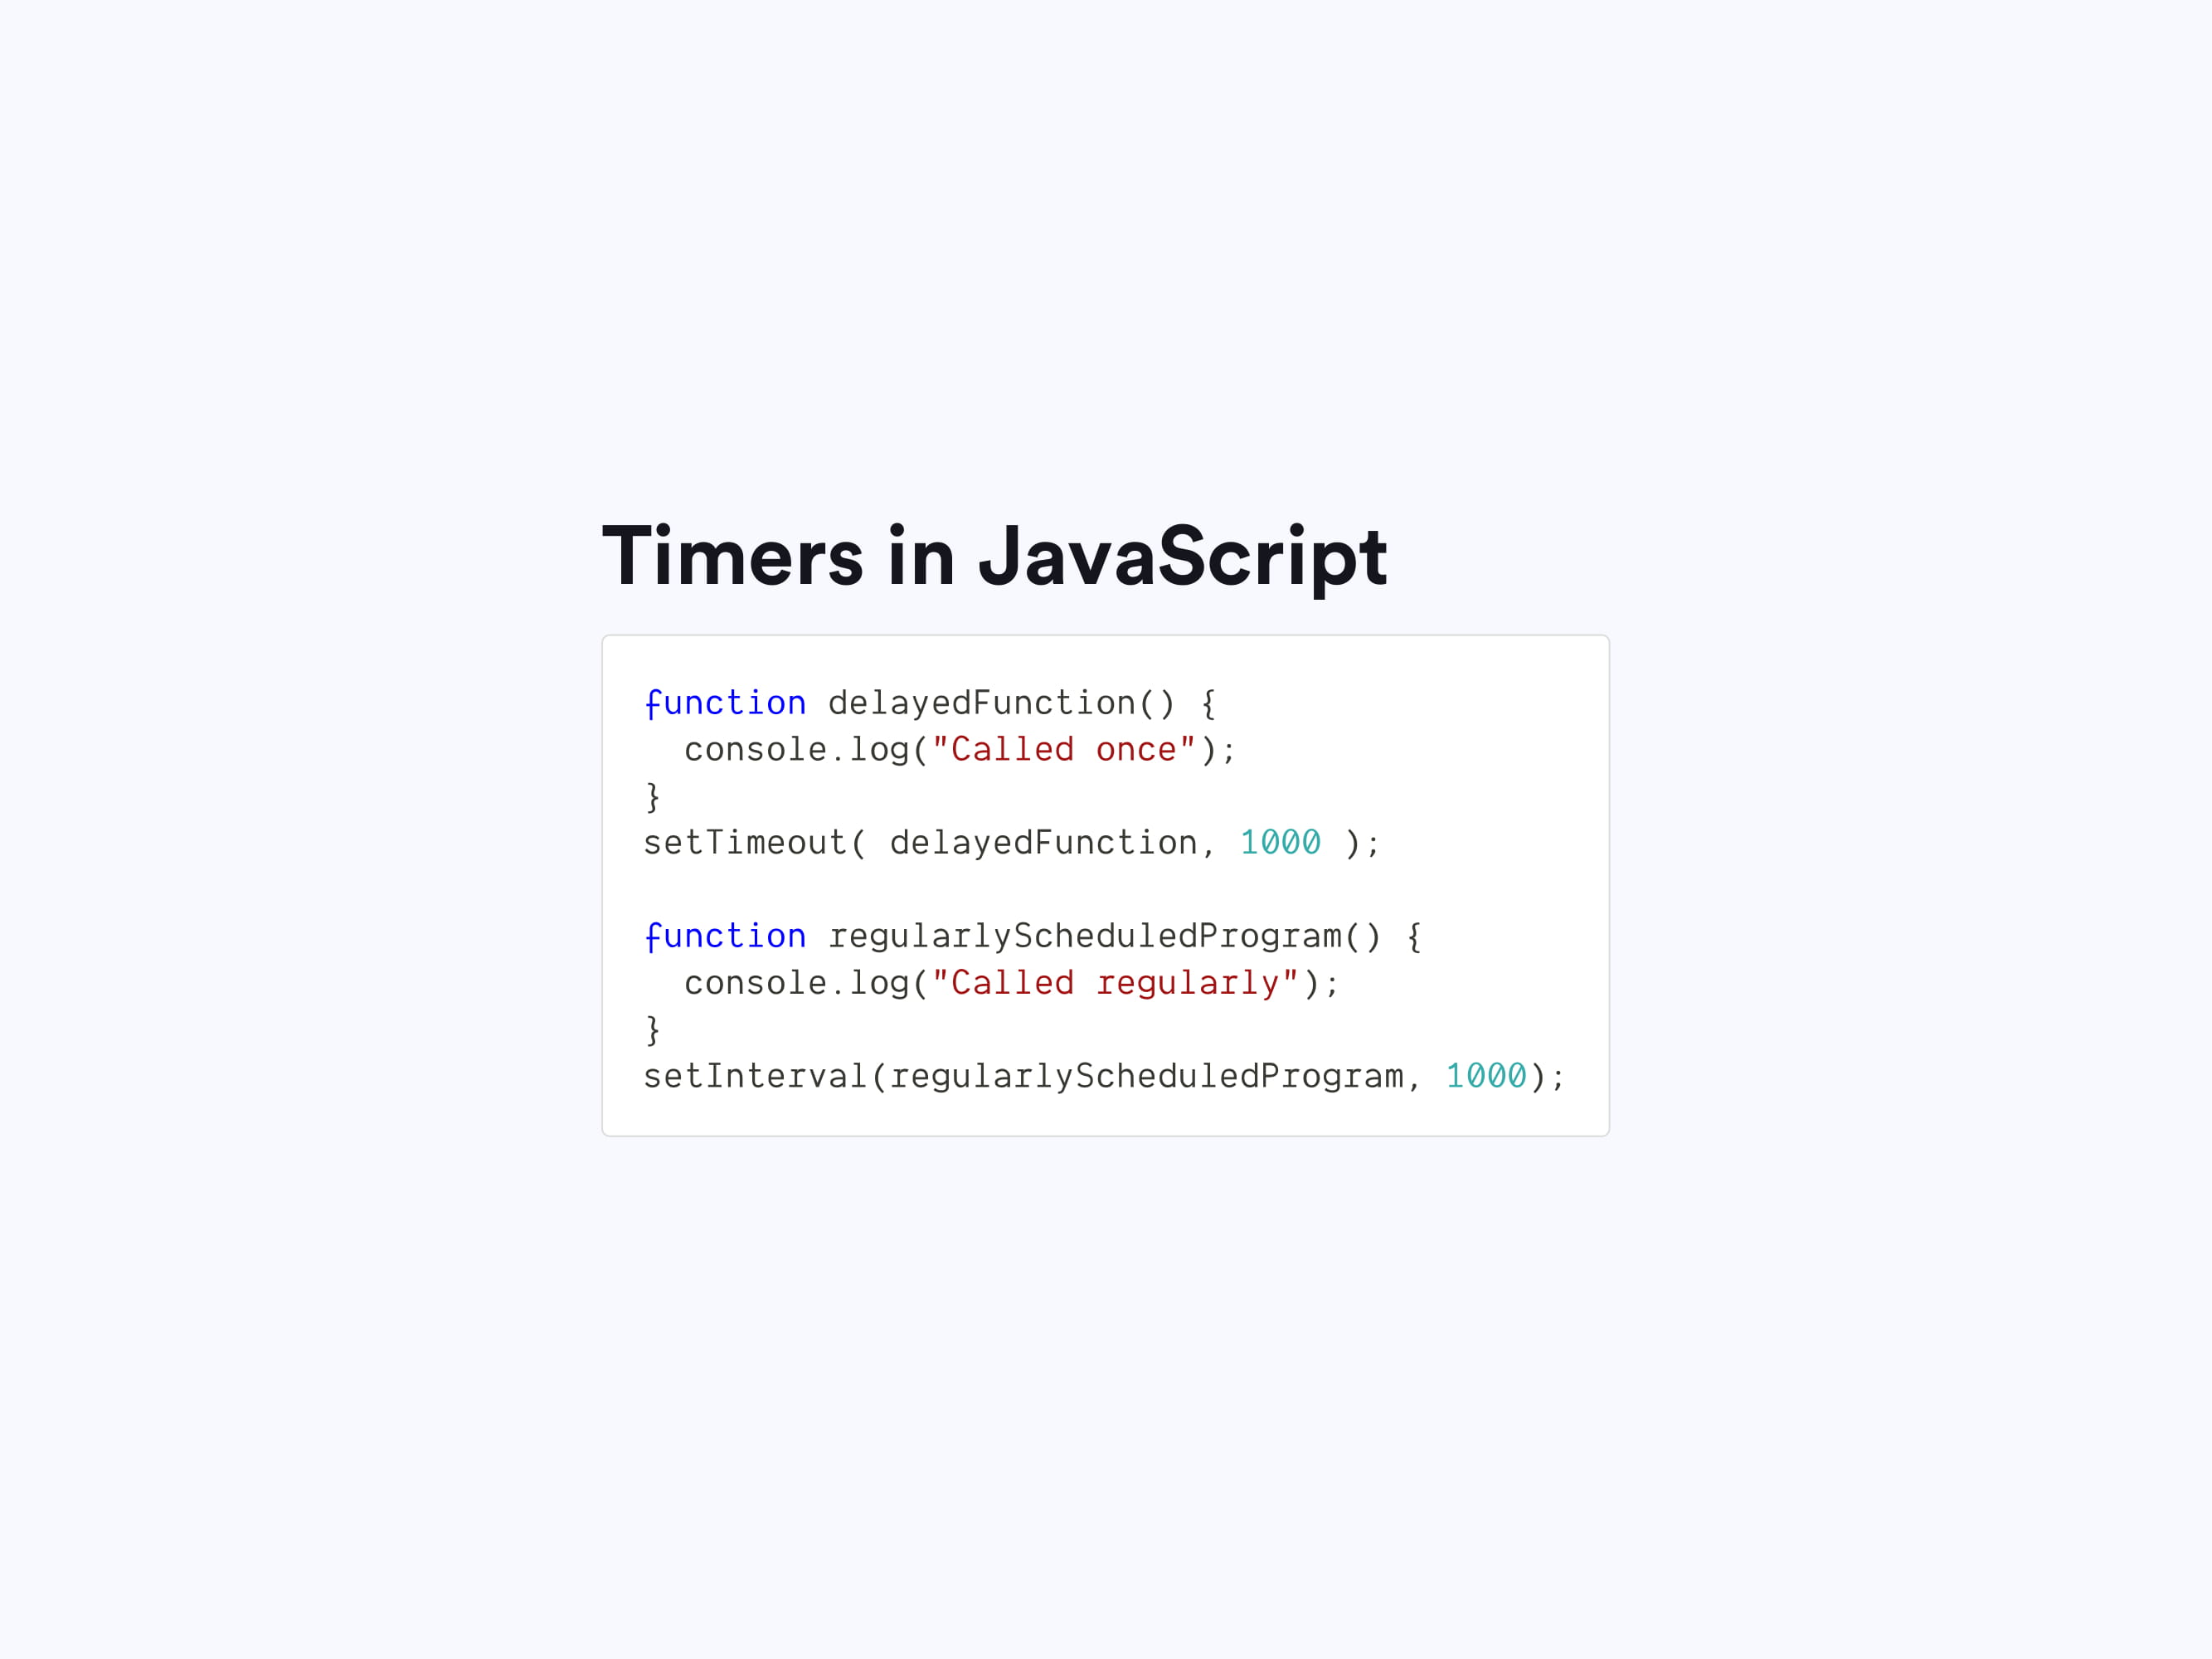 Timers in JavaScript
function delayedFunction() {
  console.log("Called once");
}
setTimeout( delayedFunction, 1000 );

function regularlyScheduledProgram() {
  console.log("Called regularly");
}
setInterval(regularlyScheduledProgram, 1000);